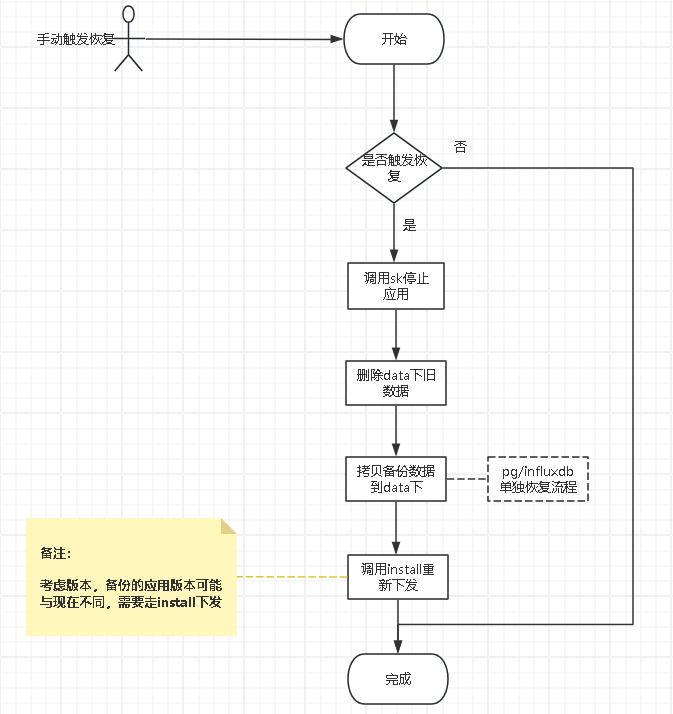 手动触发恢复
开始
是否触发恢
复
否
是
调用sk停止
应用
删除data下旧
数据
拷贝备份数据
到data下
pg/influxdb
单独恢复流程
备注：
考虑版本，备份的应用版本可能
与现在不同，需要走install下发
调用install重
新下发
完成